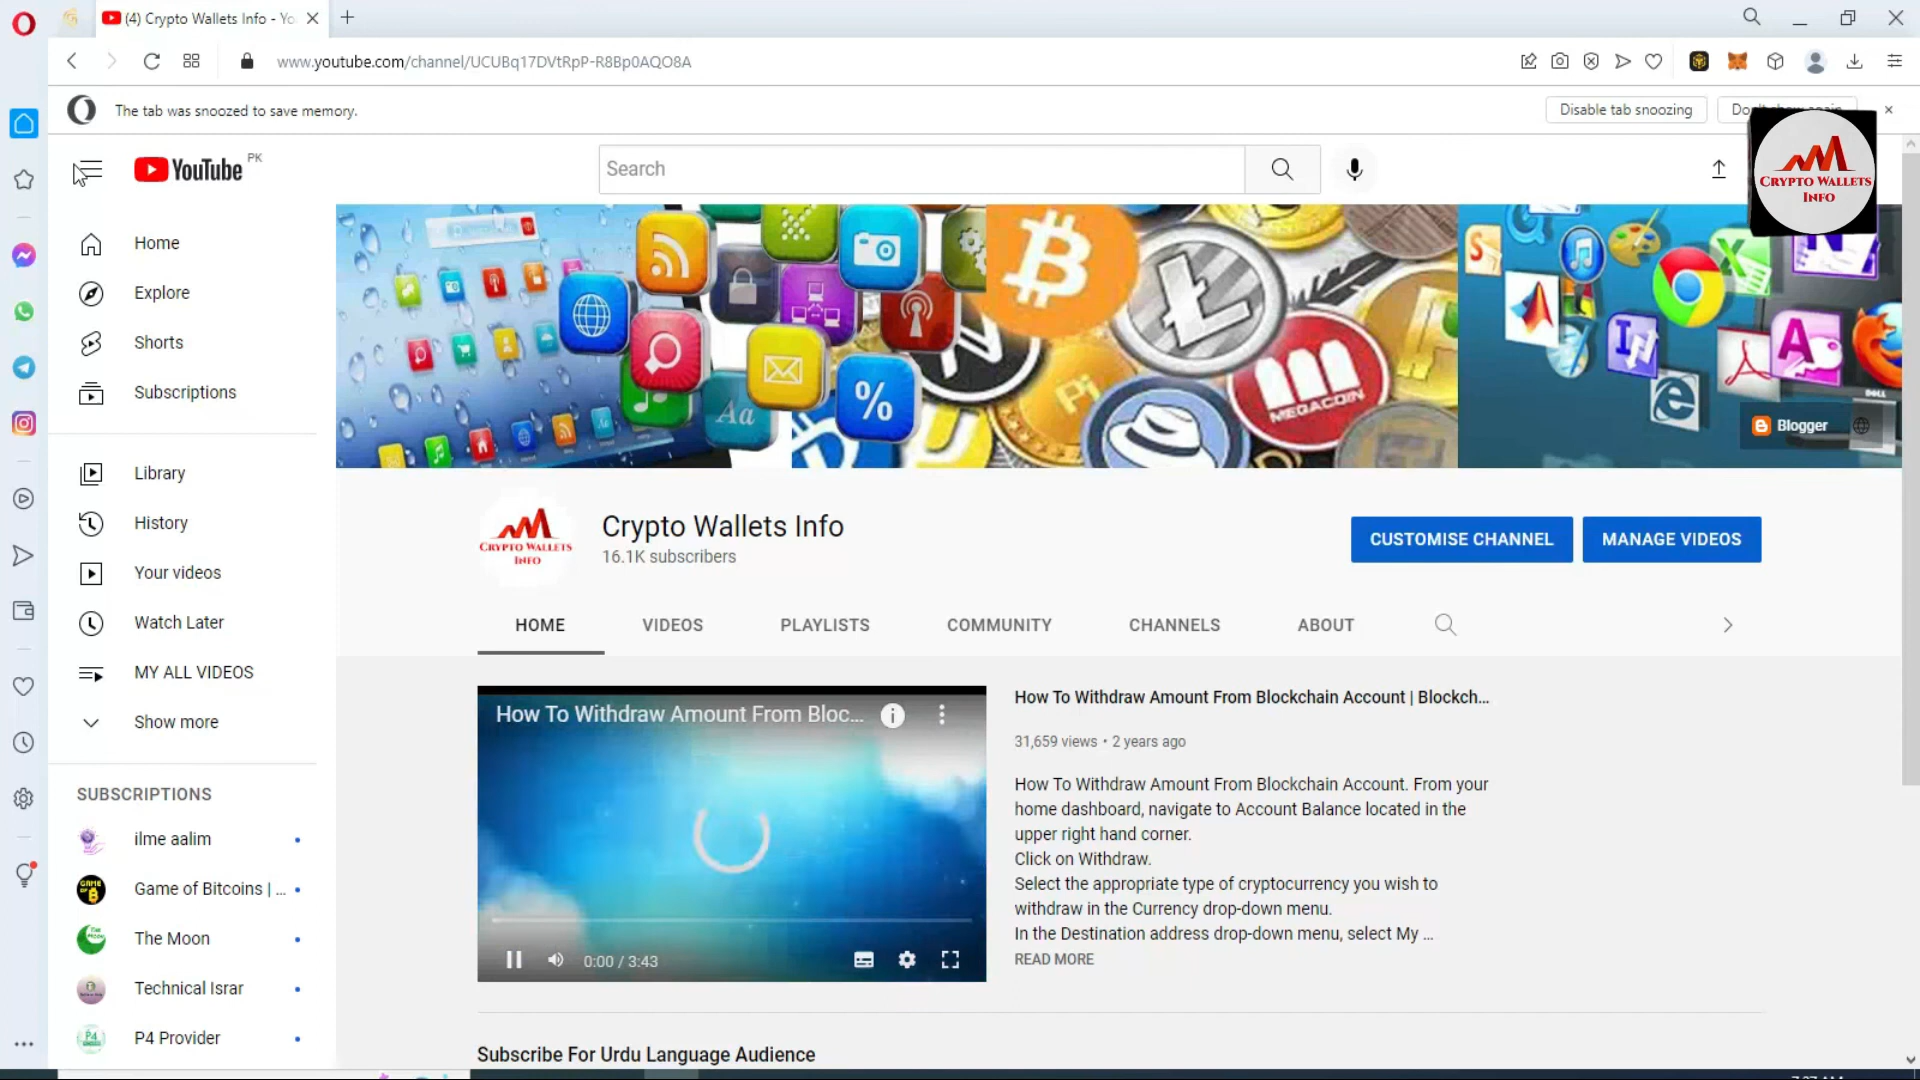 (4) Crypto Wallets Info - Yo
www.youtube.com/channel/UCUBq17DVtRpP-R8Bp0AQO8A
The tab was snoozed to save memory.
Disable tab snoozing
YouTube PK
Search
CRYPTO WALLETS
INFO
Home
Explore
Shorts
Subscriptions
Library
History
Your videos
Watch Later
MY ALL VIDEOS
Show more
SUBSCRIPTIONS
ilme aalim
Game of Bitcoins | ...
The Moon
Technical Israr
P4 Provider
Aa
%
Pi
MEGACOIN
DELL
Blogger
CRYPTO WALLETS
INFO
Crypto Wallets Info
16.1K subscribers
CUSTOMISE CHANNEL
MANAGE VIDEOS
HOME
VIDEOS
PLAYLISTS
COMMUNITY
CHANNELS
ABOUT
How To Withdraw Amount From Bloc...
0:00 / 3:43
How To Withdraw Amount From Blockchain Account | Blockch...
31,659 views • 2 years ago
How To Withdraw Amount From Blockchain Account. From your
home dashboard, navigate to Account Balance located in the
upper right hand corner.
Click on Withdraw.
Select the appropriate type of cryptocurrency you wish to
withdraw in the Currency drop-down menu.
In the Destination address drop-down menu, select My ...
READ MORE
Subscribe For Urdu Language Audience